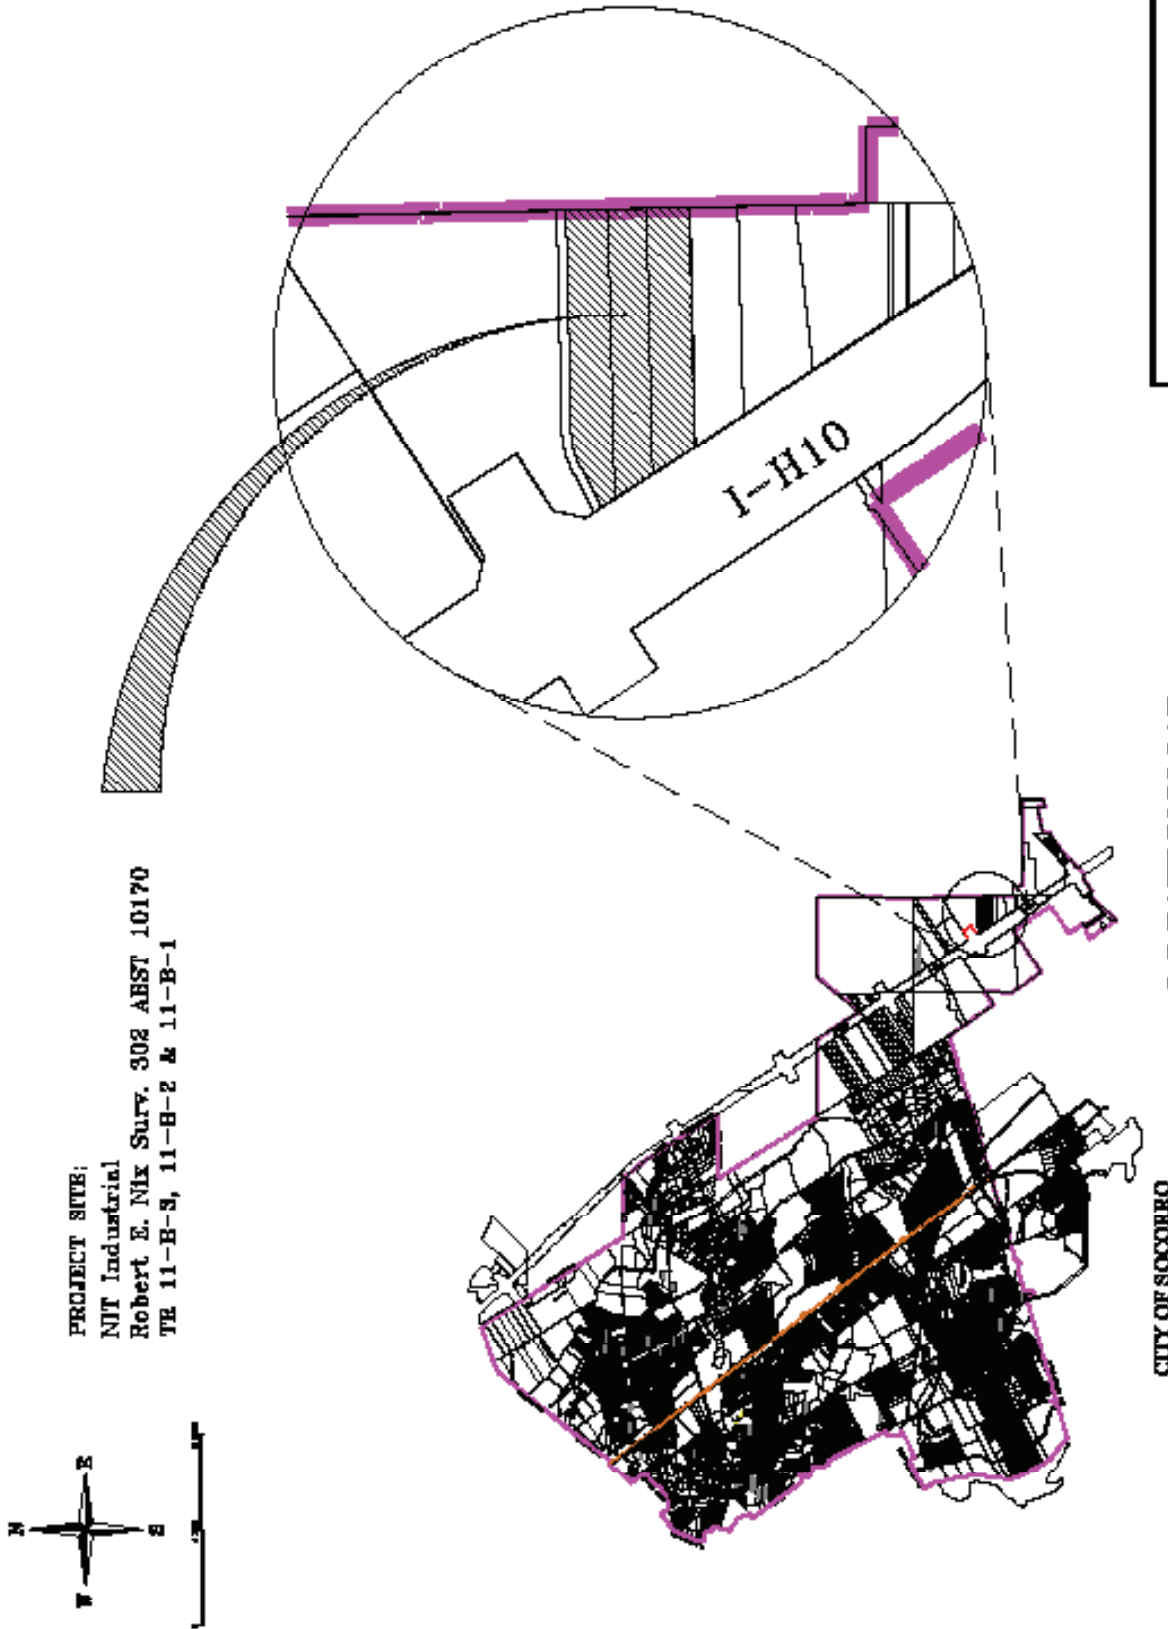 N
W E
S
PROJECT SITE:
NIT Industrial
Robert E. Nix Surv. 302 ABST 10170
TR 11-B-3, 11-B-2 & 11-B-1
I-H10
CITY OF SOCORRO